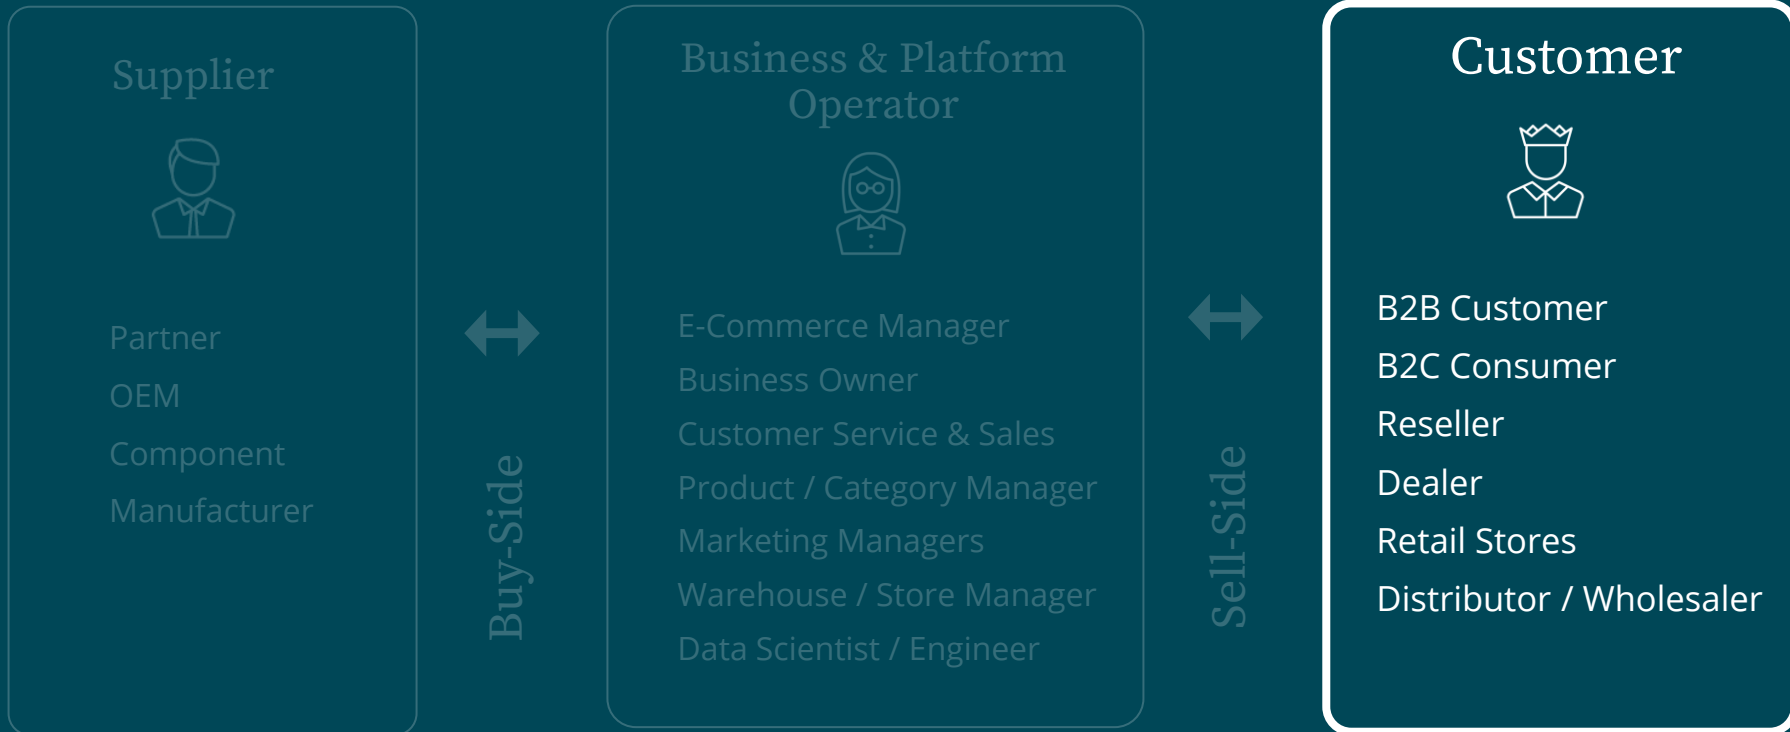 Supplier
Partner
OEM
Component
Manufacturer
Buy-Side
Business & Platform
Operator
E-Commerce Manager
Business Owner
Customer Service & Sales
Product / Category Manager
Marketing Managers
Warehouse / Store Manager
Data Scientist / Engineer
Sell-Side
Customer
B2B Customer
B2C Consumer
Reseller
Dealer
Retail Stores
Distributor / Wholesaler